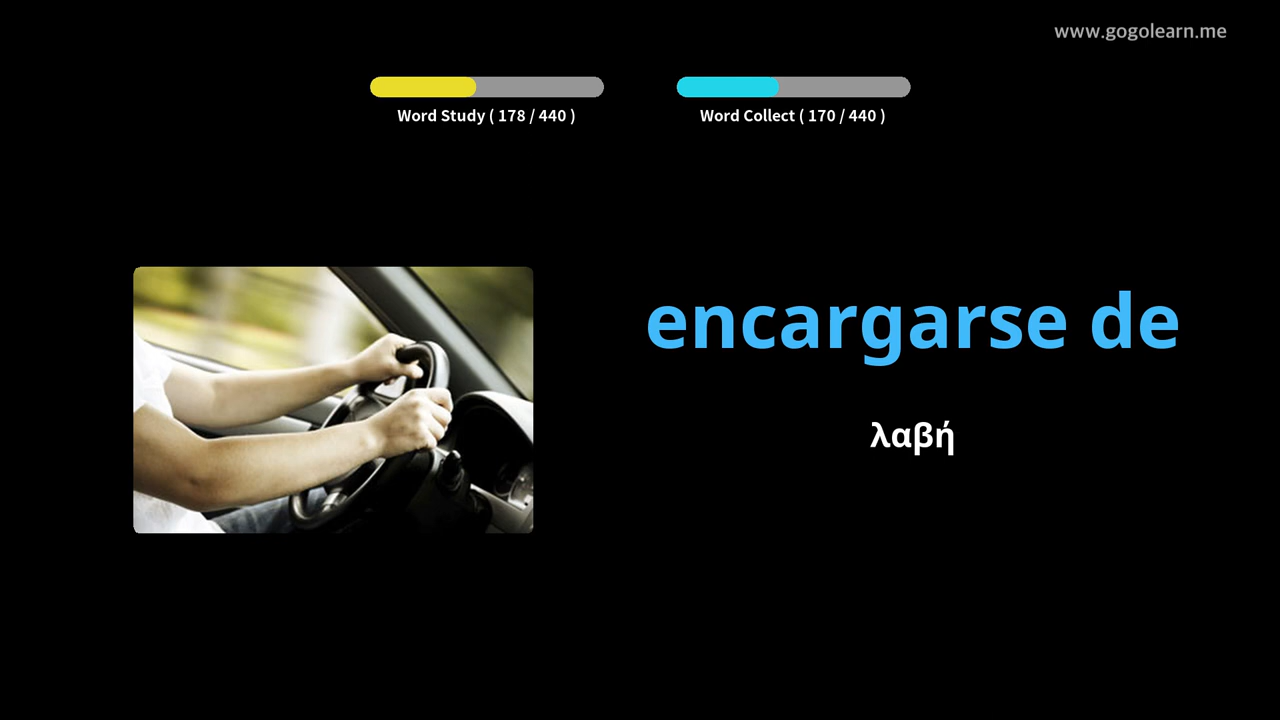 www.gogolearn.me
Word Study ( 178 / 440 )
Word Collect ( 170 / 440 )
encargarse de
λαβή